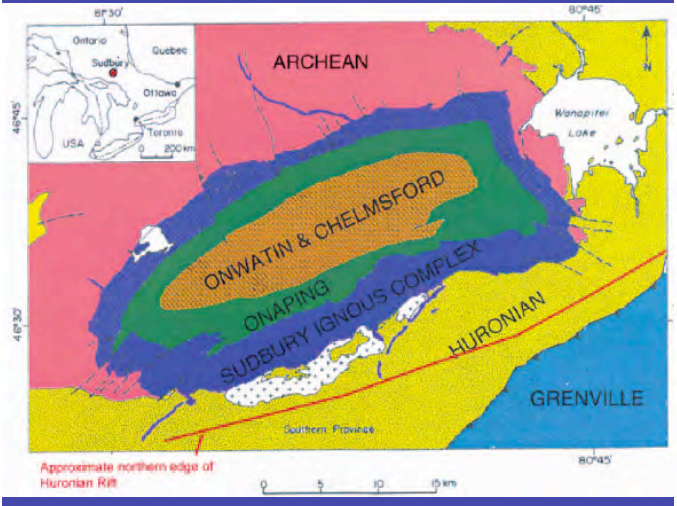 81°30'
80°45'
Ontario
Quebec
Sudbury
Ottawa
Toronto
USA
0 200 km
ARCHEAN
N
Wanapitei
Lake
46°45'
46°30'
ONWATIN & CHELMSFORD
ONAPING
SUDBURY IGNOUS COMPLEX
HURONIAN
GRENVILLE
Southern Province
80°45'
Approximate northern edge of
Huronian Rift
0 5 10 15 km